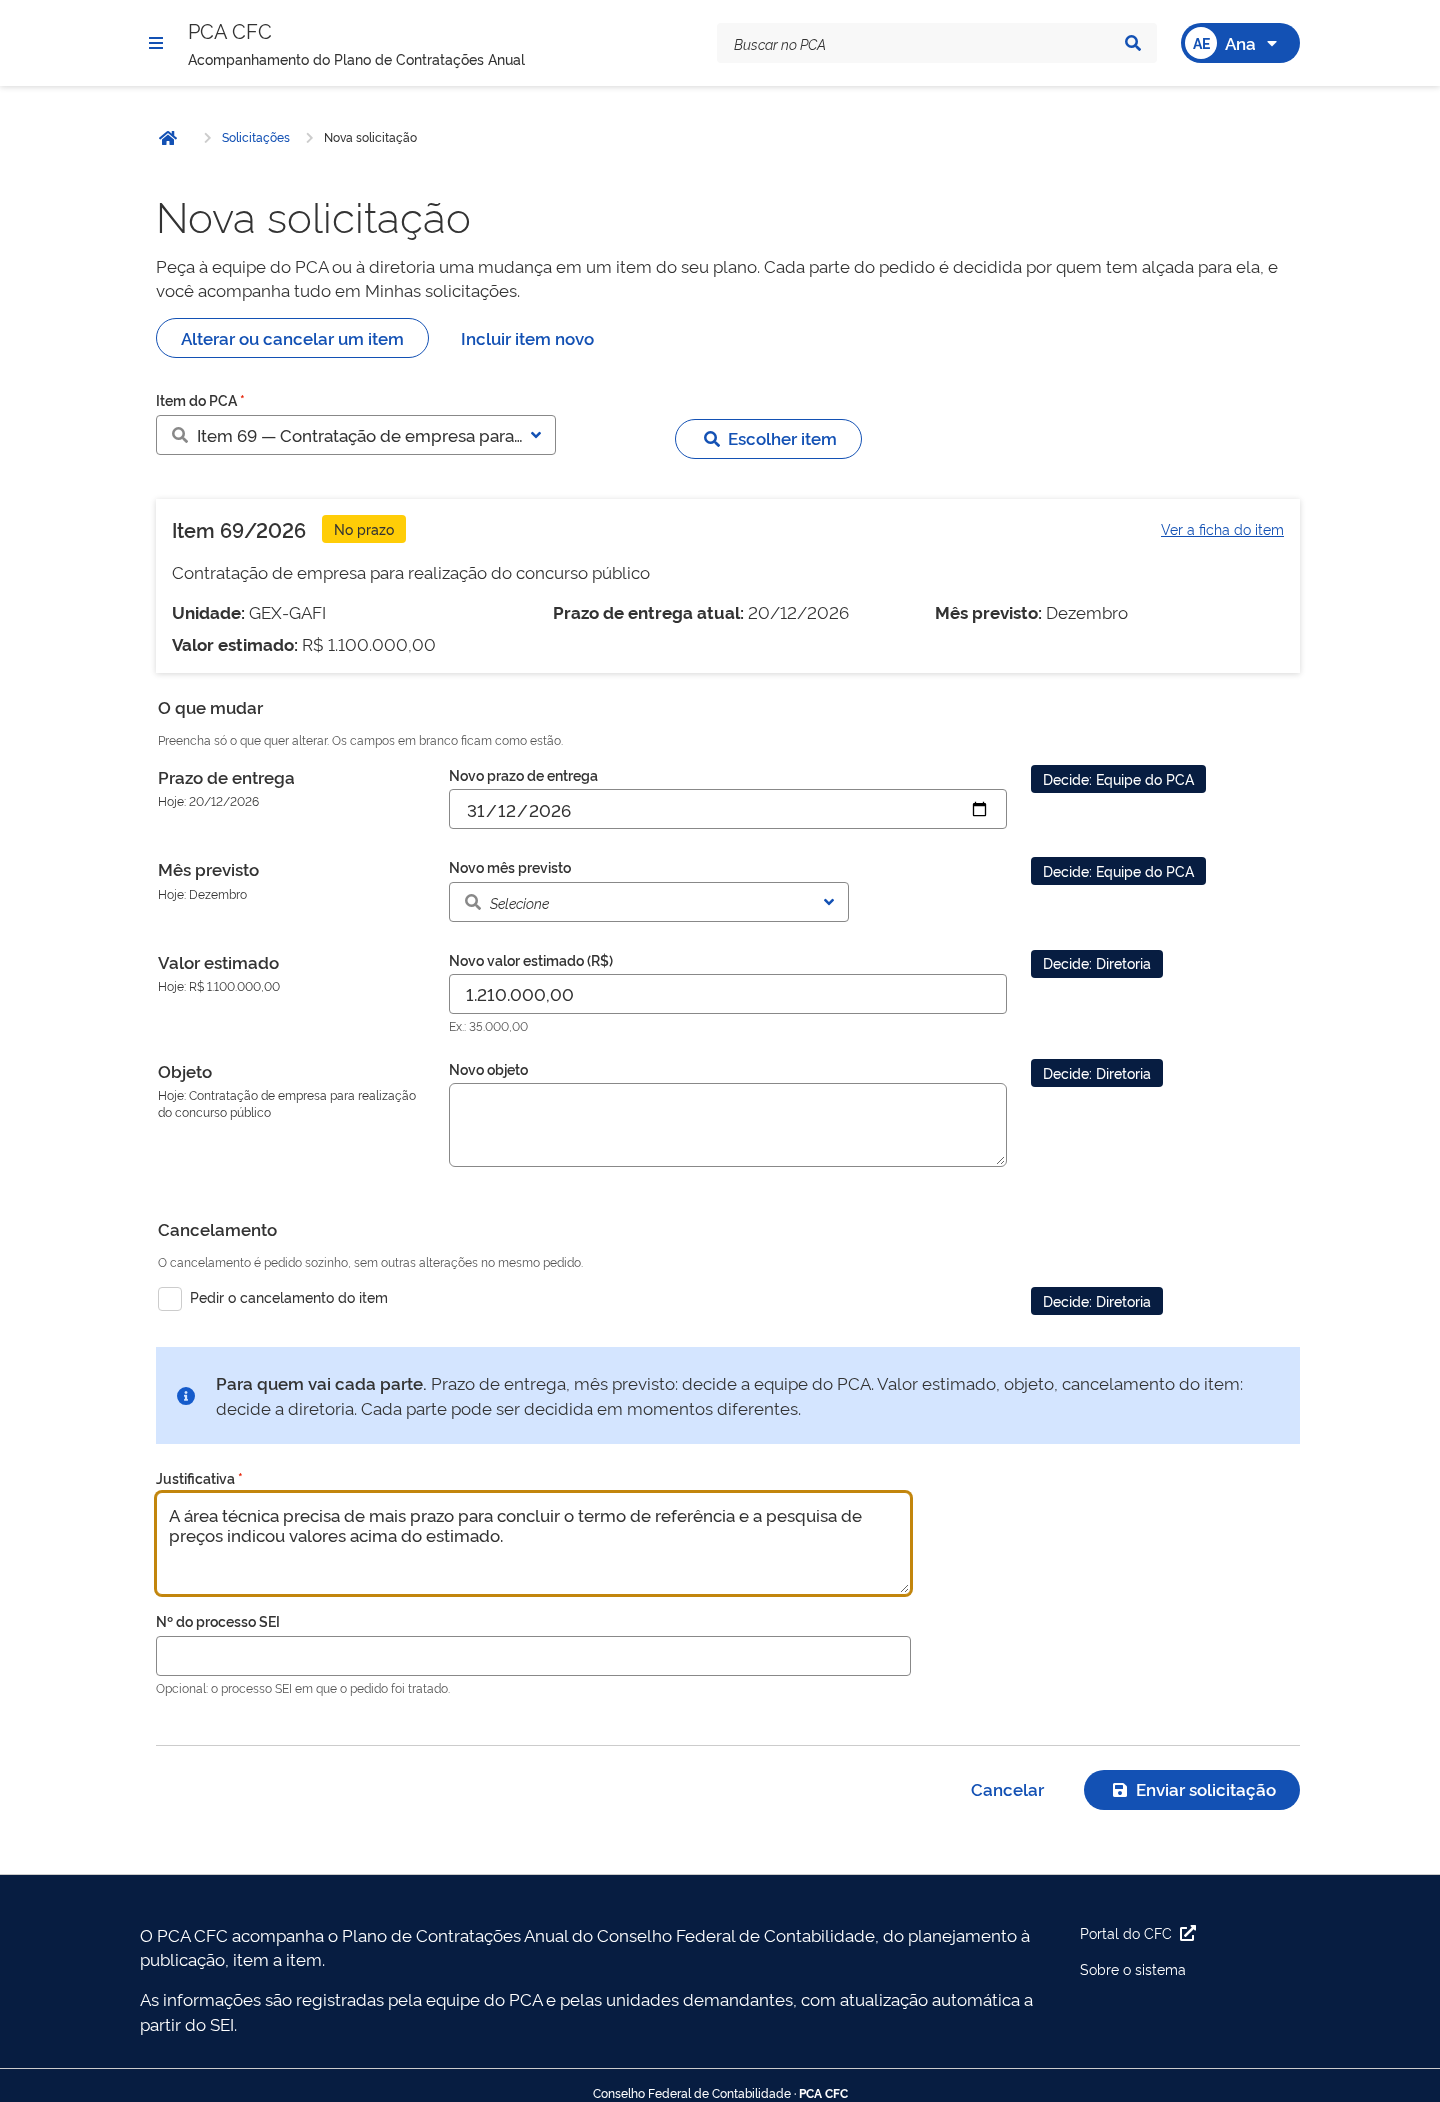 PCA CFC
Acompanhamento do Plano de Contratações Anual
Buscar no PCA
AE Ana
Solicitações
Nova solicitação
Nova solicitação
Peça à equipe do PCA ou à diretoria uma mudança em um item do seu plano. Cada parte do pedido é decidida por quem tem alçada para ela, e
você acompanha tudo em Minhas solicitações.
Alterar ou cancelar um item
Incluir item novo
Item do PCA *
Item 69 — Contratação de empresa para...
Escolher item
Item 69/2026
No prazo
Ver a ficha do item
Contratação de empresa para realização do concurso público
Unidade: GEX-GAFI
Prazo de entrega atual: 20/12/2026
Mês previsto: Dezembro
Valor estimado: R$ 1.100.000,00
O que mudar
Preencha só o que quer alterar. Os campos em branco ficam como estão.
Prazo de entrega
Hoje: 20/12/2026
Novo prazo de entrega
31/12/2026
Decide: Equipe do PCA
Mês previsto
Hoje: Dezembro
Novo mês previsto
Selecione
Decide: Equipe do PCA
Valor estimado
Hoje: R$ 1.100.000,00
Novo valor estimado (R$)
1.210.000,00
Ex.: 35.000,00
Decide: Diretoria
Objeto
Hoje: Contratação de empresa para realização
do concurso público
Novo objeto
Decide: Diretoria
Cancelamento
O cancelamento é pedido sozinho, sem outras alterações no mesmo pedido.
Pedir o cancelamento do item
Decide: Diretoria
Para quem vai cada parte. Prazo de entrega, mês previsto: decide a equipe do PCA. Valor estimado, objeto, cancelamento do item:
decide a diretoria. Cada parte pode ser decidida em momentos diferentes.
Justificativa *
A área técnica precisa de mais prazo para concluir o termo de referência e a pesquisa de
preços indicou valores acima do estimado.
Nº do processo SEI
Opcional: o processo SEI em que o pedido foi tratado.
Cancelar
Enviar solicitação
O PCA CFC acompanha o Plano de Contratações Anual do Conselho Federal de Contabilidade, do planejamento à
publicação, item a item.
As informações são registradas pela equipe do PCA e pelas unidades demandantes, com atualização automática a
partir do SEI.
Portal do CFC
Sobre o sistema
Conselho Federal de Contabilidade · PCA CFC